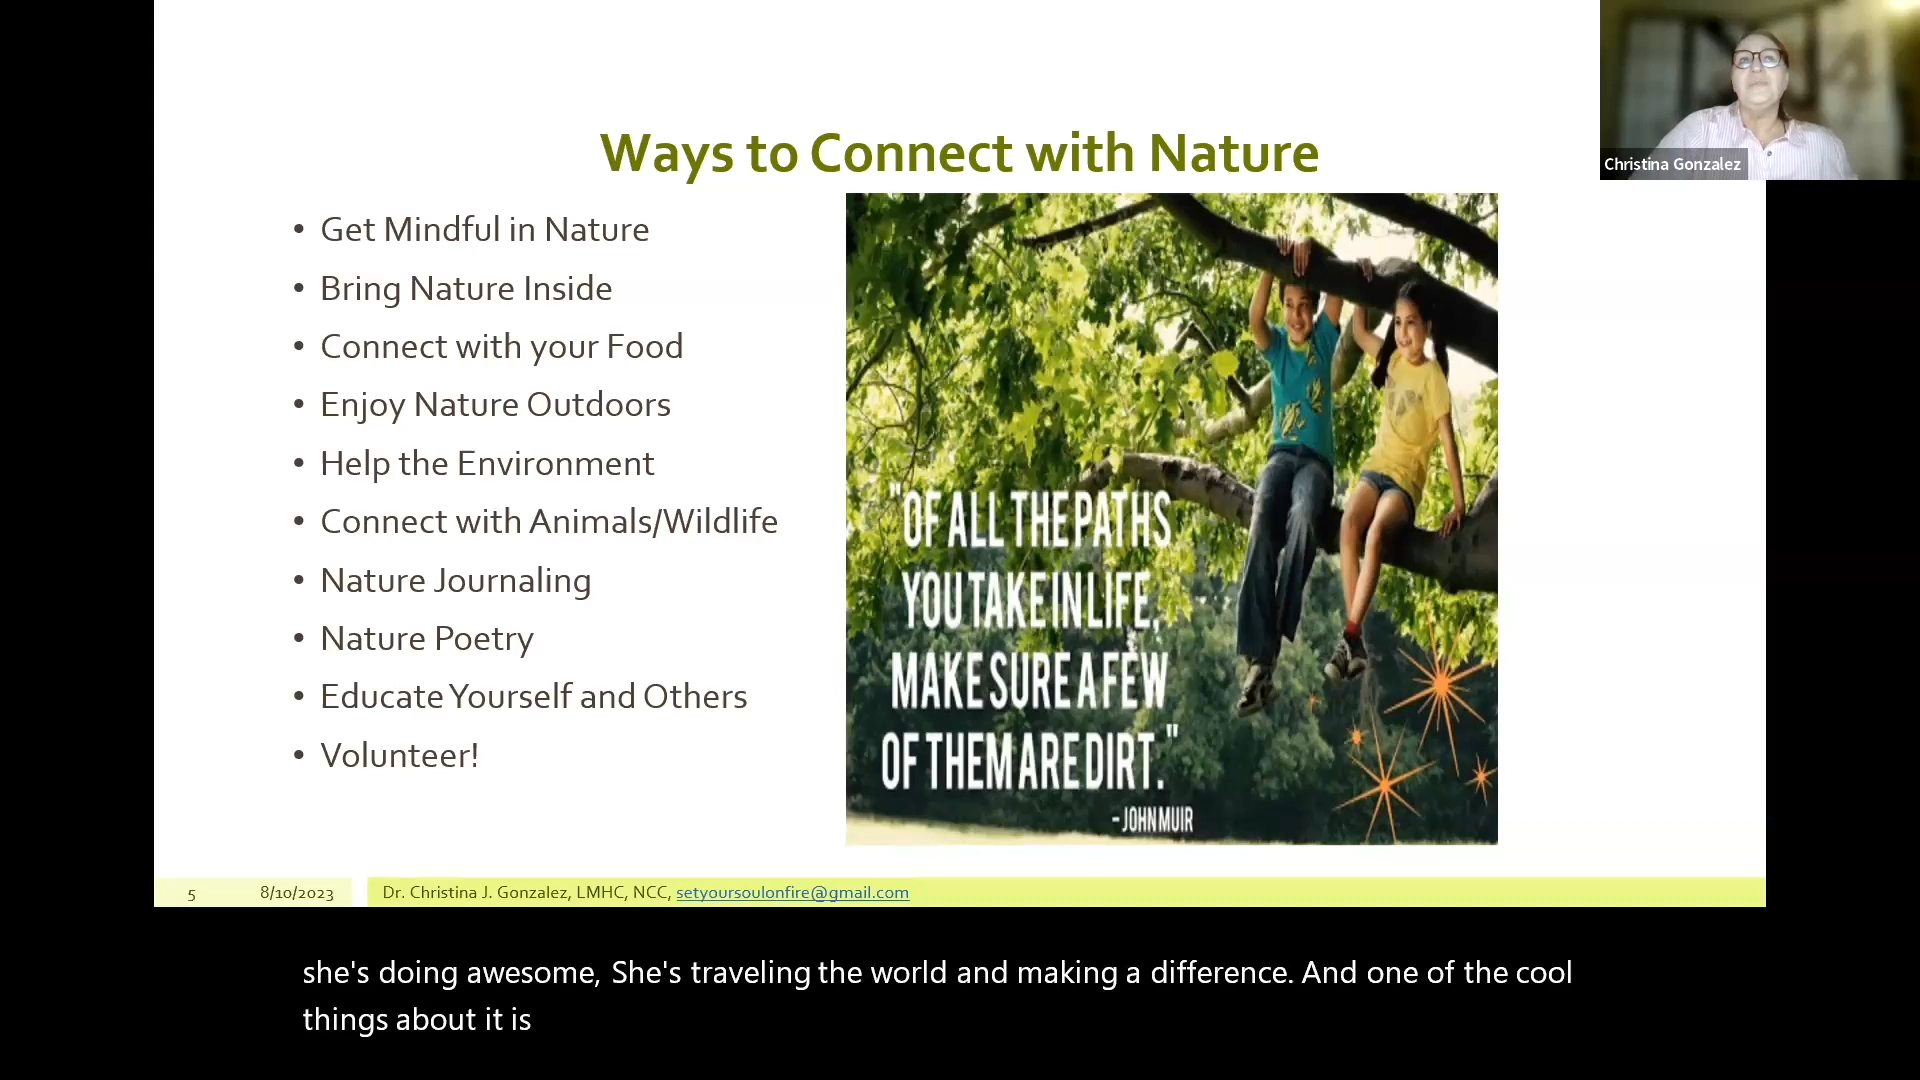 Ways to Connect with Nature
Christina Gonzalez
• Get Mindful in Nature
• Bring Nature Inside
• Connect with your Food
• Enjoy Nature Outdoors
• Help the Environment
• Connect with Animals/Wildlife
• Nature Journaling
• Nature Poetry
• Educate Yourself and Others
• Volunteer!
"OF ALL THE PATHS
YOU TAKE IN LIFE,
MAKE SURE A FEW
OF THEM ARE DIRT."
- JOHN MUIR
5 8/10/2023 Dr. Christina J. Gonzalez, LMHC, NCC, setyoursoulonfire@gmail.com
she's doing awesome, She's traveling the world and making a difference. And one of the cool
things about it is